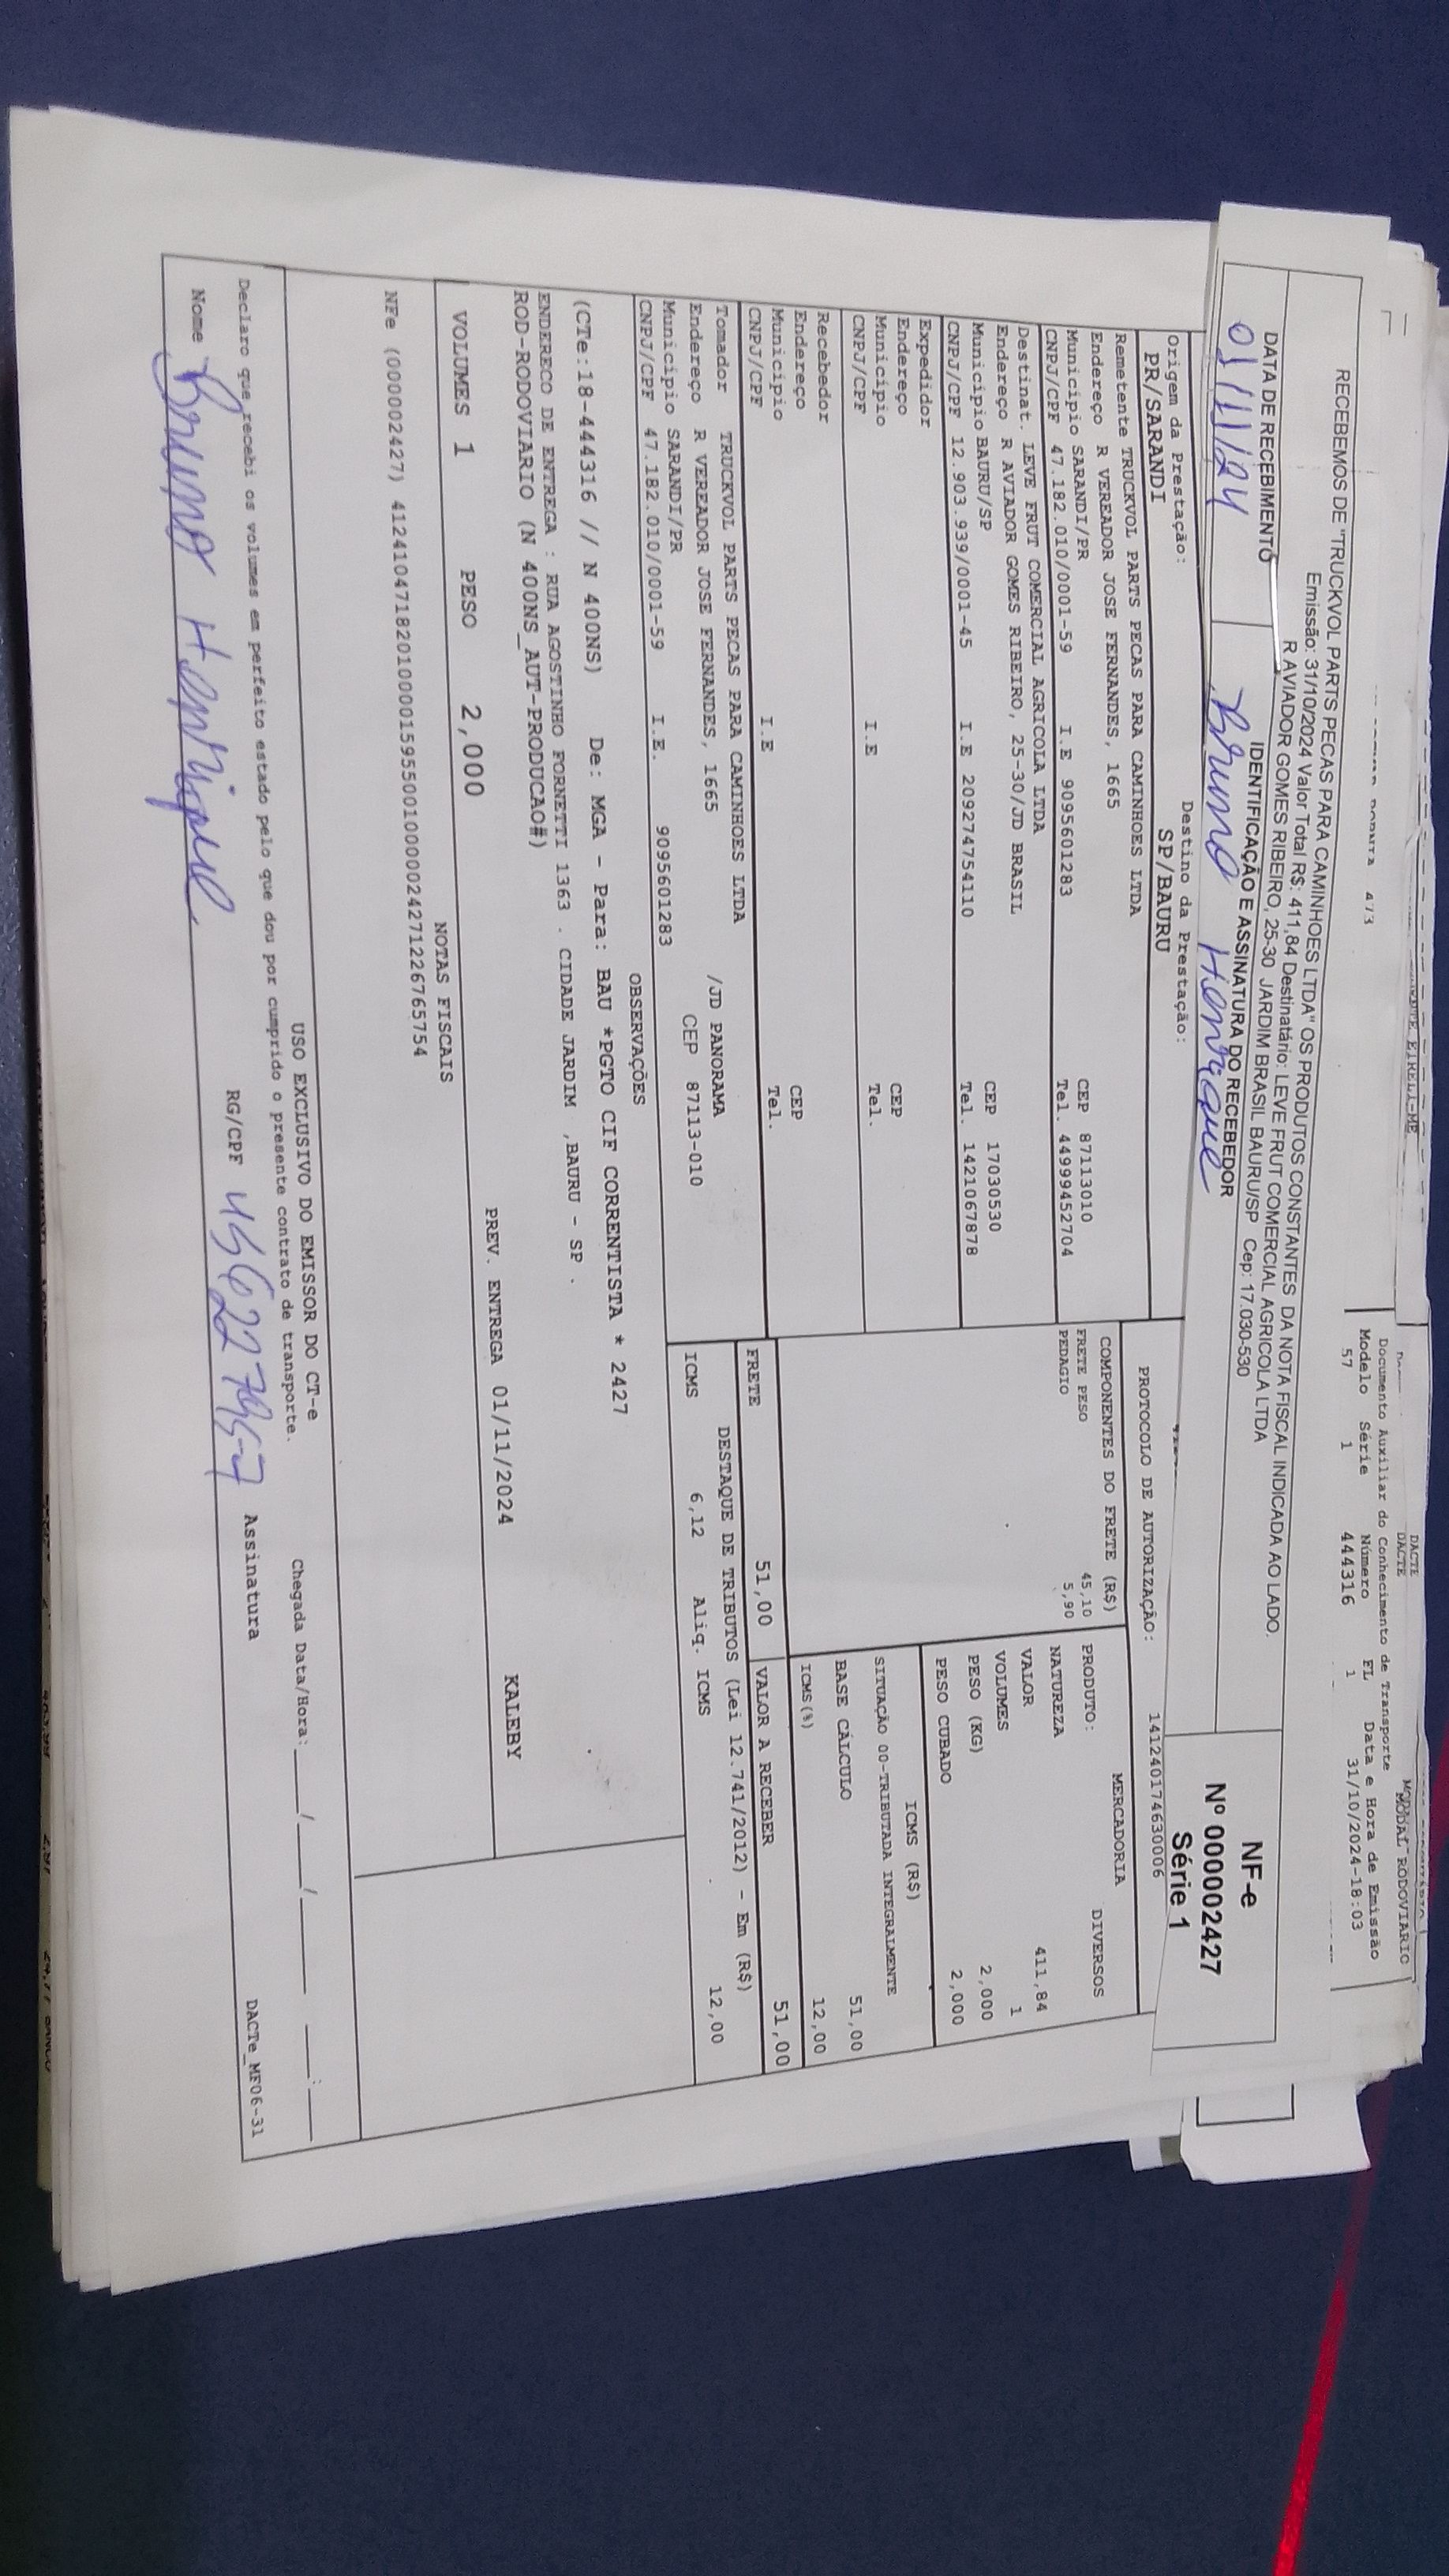 DACTE
DACTE
MODAL RODOVIARIO
Documento Auxiliar do Conhecimento de Transporte
Modelo Série Número FL Data e Hora de Emissão
57 1 444316 1 31/10/2024-18:03
RECEBEMOS DE "TRUCKVOL PARTS PECAS PARA CAMINHOES LTDA" OS PRODUTOS CONSTANTES DA NOTA FISCAL INDICADA AO LADO.
Emissão: 31/10/2024 Valor Total R$: 411,84 Destinatário: LEVE FRUT COMERCIAL AGRICOLA LTDA
R AVIADOR GOMES RIBEIRO, 25-30 JARDIM BRASIL BAURU/SP Cep: 17.030-530
DATA DE RECEBIMENTO
01/11/24
IDENTIFICAÇÃO E ASSINATURA DO RECEBEDOR
Bruno Henrique
NF-e
Nº 000002427
Série 1
Origem da Prestação: Destino da Prestação:
PR/SARANDI SP/BAURU
PROTOCOLO DE AUTORIZAÇÃO: 141240174630006
Remetente TRUCKVOL PARTS PECAS PARA CAMINHOES LTDA
Endereço R VEREADOR JOSE FERNANDES, 1665
Município SARANDI/PR CEP 87113010
CNPJ/CPF 47.182.010/0001-59 I.E 9095601283 Tel. 44999452704
Destinat. LEVE FRUT COMERCIAL AGRICOLA LTDA
Endereço R AVIADOR GOMES RIBEIRO, 25-30/JD BRASIL
Município BAURU/SP CEP 17030530
CNPJ/CPF 12.903.939/0001-45 I.E 209274754110 Tel. 1421067878
Expedidor
Endereço
Município CEP
CNPJ/CPF I.E Tel.
Recebedor
Endereço
Município CEP
CNPJ/CPF I.E Tel.
Tomador TRUCKVOL PARTS PECAS PARA CAMINHOES LTDA
Endereço R VEREADOR JOSE FERNANDES, 1665 /JD PANORAMA
Município SARANDI/PR CEP 87113-010
CNPJ/CPF 47.182.010/0001-59 I.E. 9095601283
COMPONENTES DO FRETE (R$)
FRETE PESO 45,10
PEDAGIO 5,90
MERCADORIA
PRODUTO: DIVERSOS
NATUREZA
VALOR 411,84
VOLUMES 1
PESO (KG) 2,000
PESO CUBADO 2,000
ICMS (R$)
SITUAÇÃO 00-TRIBUTADA INTEGRALMENTE
BASE CÁLCULO 51,00
ICMS(%) 12,00
FRETE 51,00 VALOR A RECEBER 51,00
DESTAQUE DE TRIBUTOS (Lei 12.741/2012) - Em (R$)
ICMS 6,12 Aliq. ICMS 12,00
OBSERVAÇÕES
(CTe:18-444316 // N 400NS) De: MGA - Para: BAU *PGTO CIF CORRENTISTA * 2427
ENDERECO DE ENTREGA : RUA AGOSTINHO FORNETTI 1363 . CIDADE JARDIM ,BAURU - SP .
ROD-RODOVIARIO (N 400NS_AUT-PRODUCAO#)
VOLUMES 1 PESO 2,000 PREV. ENTREGA 01/11/2024 KALEBY
NOTAS FISCAIS
NFe (000002427) 41241047182010000159550010000024271226765754
USO EXCLUSIVO DO EMISSOR DO CT-e
Declaro que recebi os volumes em perfeito estado pelo que dou por cumprido o presente contrato de transporte.
Chegada Data/Hora:____/____/____ ___:___
Nome Bruno Henrique RG/CPF Assinatura
DACTe_MF06-31